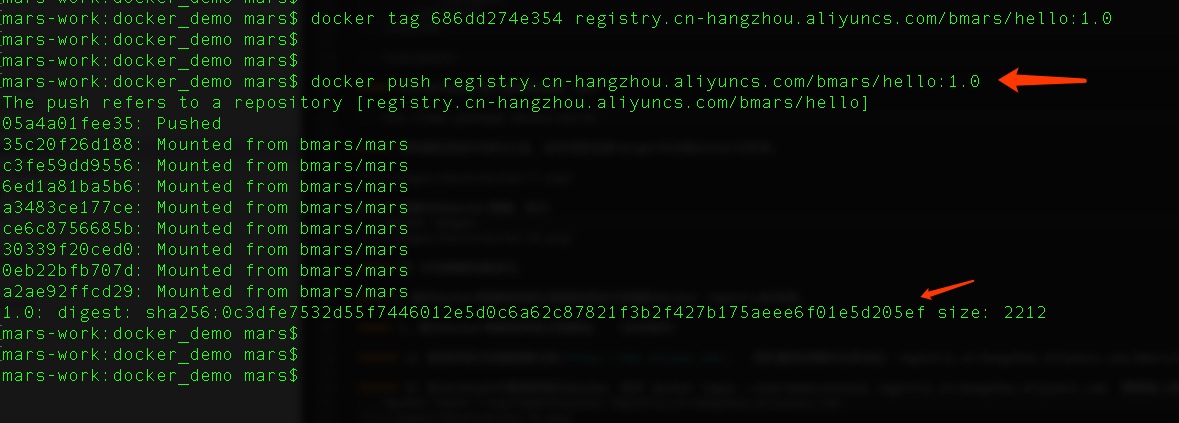 mars-work:docker_demo mars$ docker tag 686dd274e354 registry.cn-hangzhou.aliyuncs.com/bmars/hello:1.0
mars-work:docker_demo mars$
mars-work:docker_demo mars$
mars-work:docker_demo mars$ docker push registry.cn-hangzhou.aliyuncs.com/bmars/hello:1.0
The push refers to a repository [registry.cn-hangzhou.aliyuncs.com/bmars/hello]
05a4a01fee35: Pushed
35c20f26d188: Mounted from bmars/mars
c3fe59dd9556: Mounted from bmars/mars
6ed1a81ba5b6: Mounted from bmars/mars
a3483ce177ce: Mounted from bmars/mars
ce6c8756685b: Mounted from bmars/mars
30339f20ced0: Mounted from bmars/mars
0eb22bfb707d: Mounted from bmars/mars
a2ae92ffcd29: Mounted from bmars/mars
1.0: digest: sha256:0c3dfe7532d55f7446012e5d0c6a62c87821f3b2f427b175aeee6f01e5d205ef size: 2212
mars-work:docker_demo mars$
mars-work:docker_demo mars$
mars-work:docker_demo mars$